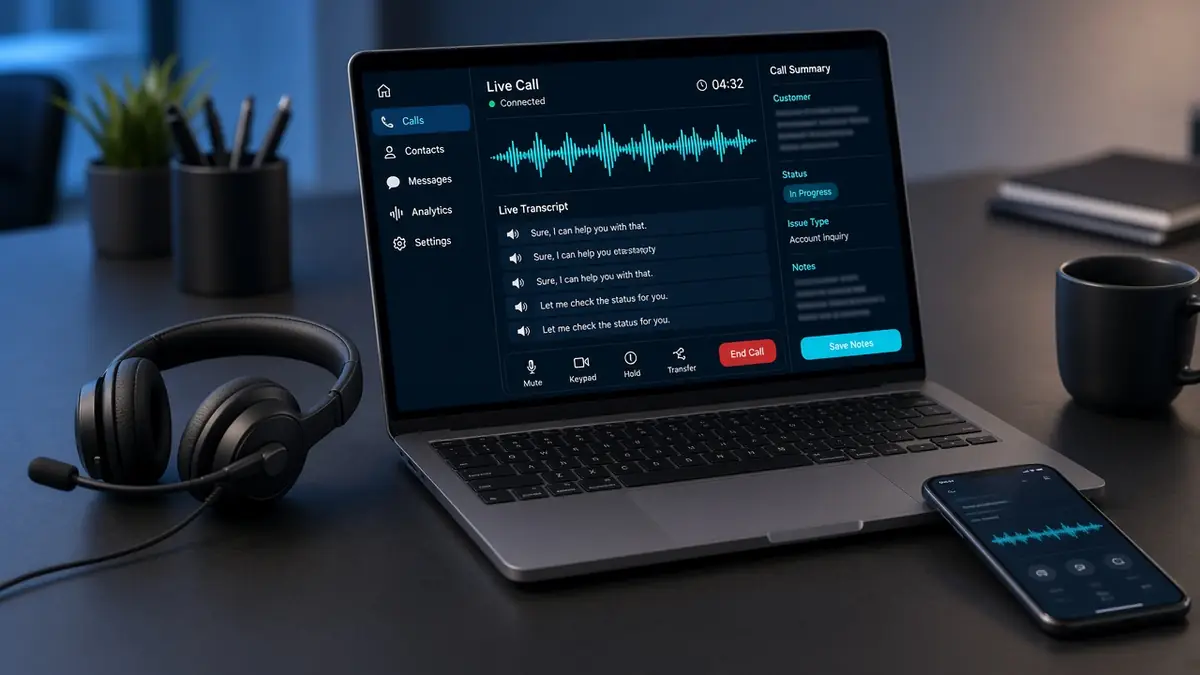 Calls
Contacts
Messages
Analytics
Settings
Live Call
Connected
04:32
Live Transcript
Sure, I can help you with that.
Sure, I can help you
Sure, I can help you with that.
Let me check the status for you.
Let me check the status for you.
Mute
Keypad
Hold
Transfer
End Call
Call Summary
Customer
Status
In Progress
Issue Type
Account inquiry
Notes
Save Notes